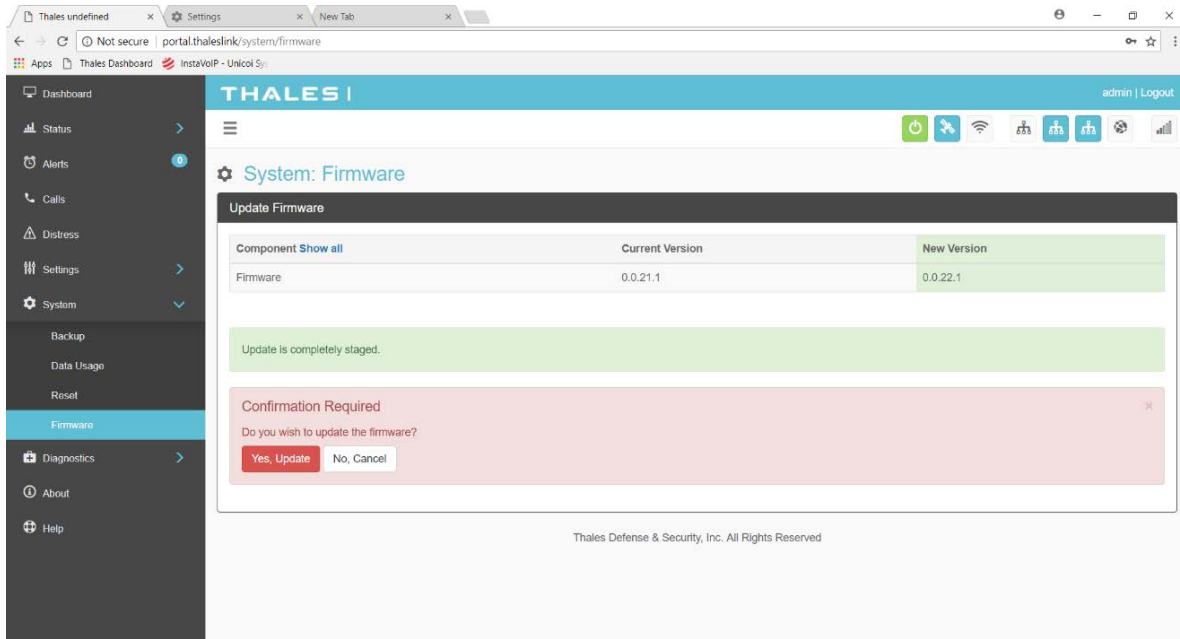 Thales undefined
Settings
New Tab
Not secure | portal.thaleslink/system/firmware
Apps
Thales Dashboard
InstaVoIP - Unicoi Sy
Dashboard
Status
Alerts 0
Calls
Distress
Settings
System
Backup
Data Usage
Reset
Firmware
Diagnostics
About
Help
THALES
admin | Logout
System: Firmware
Update Firmware
Component Show all Current Version New Version
Firmware 0.0.21.1 0.0.22.1
Update is completely staged.
Confirmation Required
Do you wish to update the firmware?
Yes, Update No, Cancel
Thales Defense & Security, Inc. All Rights Reserved